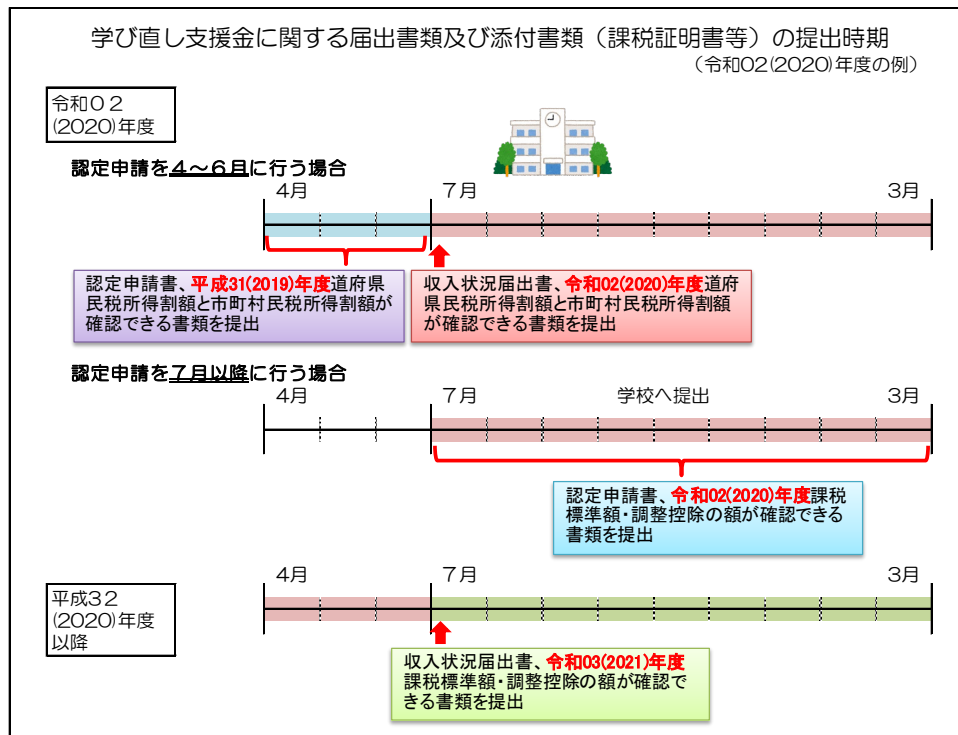 学び直し支援金に関する届出書類及び添付書類（課税証明書等）の提出時期
（令和02(2020)年度の例）
令和０２
(2020)年度
認定申請を４～６月に行う場合
４月
７月
３月
認定申請書、平成31(2019)年度道府県
民税所得割額と市町村民税所得割額が
確認できる書類を提出
収入状況届出書、令和02(2020)年度道府
県民税所得割額と市町村民税所得割額
が確認できる書類を提出
認定申請を７月以降に行う場合
４月
７月
学校へ提出
３月
認定申請書、令和02(2020)年度課税
標準額・調整控除の額が確認できる
書類を提出
平成３２
(2020)年度
以降
４月
７月
３月
収入状況届出書、令和03(2021)年度
課税標準額・調整控除の額が確認で
きる書類を提出